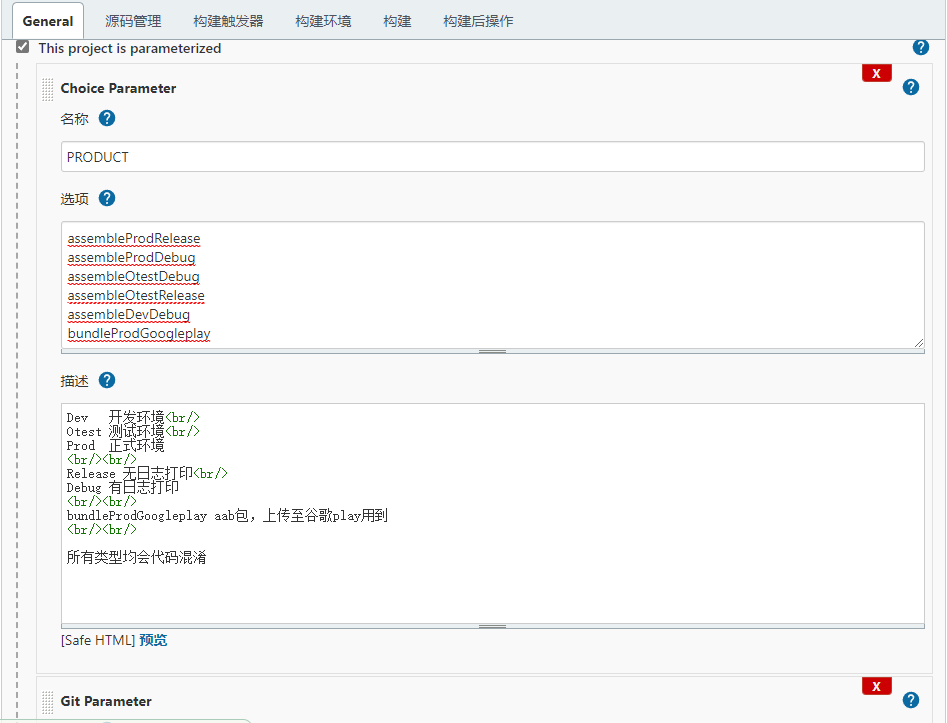 General 源码管理 构建触发器 构建环境 构建 构建后操作
This project is parameterized ?
X
Choice Parameter ?
名称 ?
PRODUCT
选项 ?
assembleProdRelease
assembleProdDebug
assembleOtestDebug
assembleOtestRelease
assembleDevDebug
bundleProdGoogleplay
描述 ?
Dev 开发环境<br/>
Otest 测试环境<br/>
Prod 正式环境
<br/><br/>
Release 无日志打印<br/>
Debug 有日志打印
<br/><br/>
bundleProdGoogleplay aab包，上传至谷歌play用到
<br/><br/>
所有类型均会代码混淆
[Safe HTML] 预览
X
Git Parameter ?